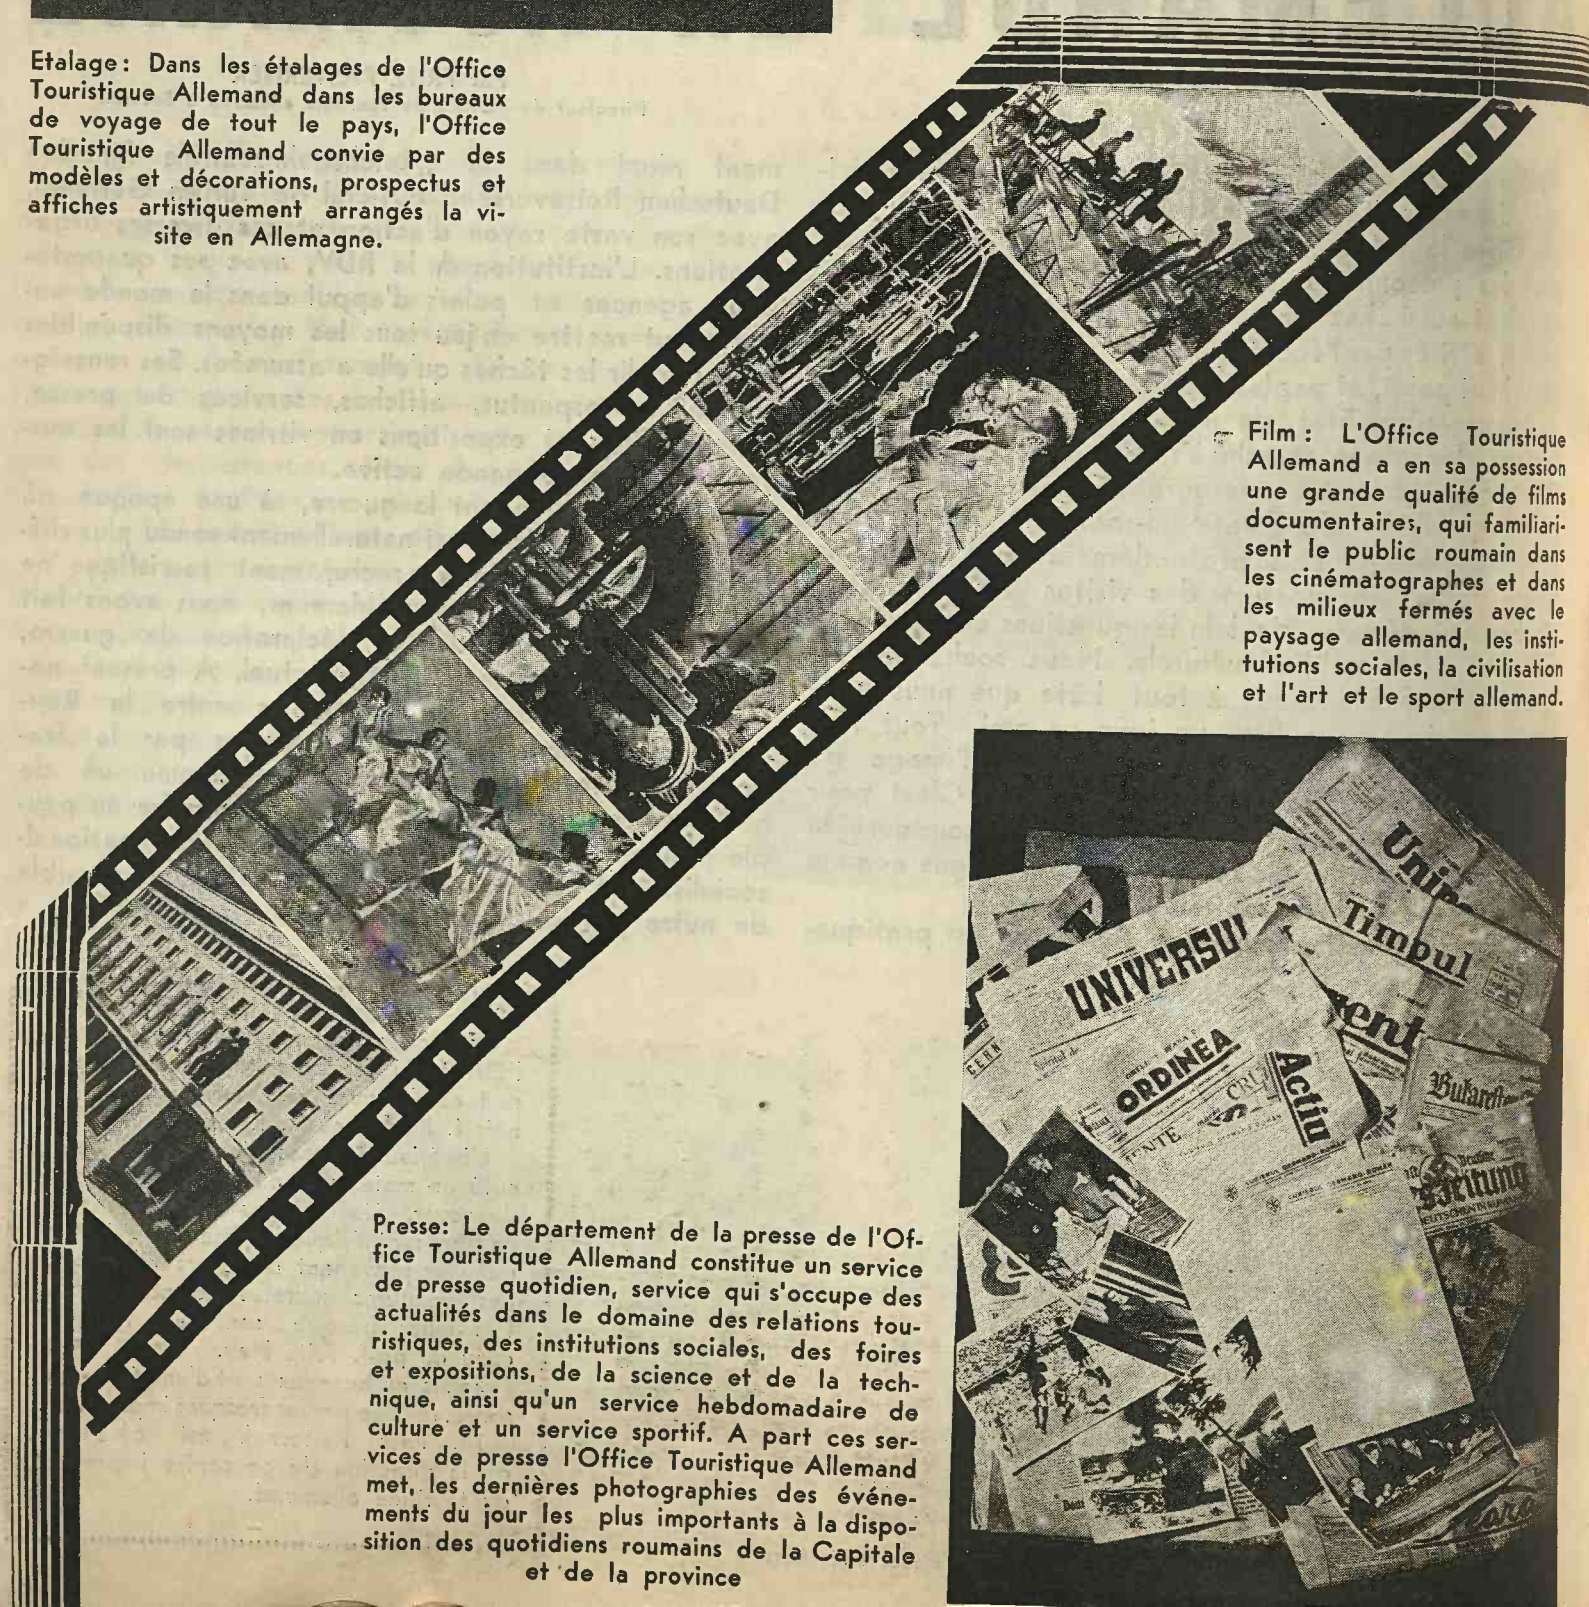 Etalage: Dans les étalages de l'Office
Touristique Allemand dans les bureaux
de voyage de tout le pays, l'Office
Touristique Allemand convie par des
modèles et décorations, prospectus et
affiches artistiquement arrangés la vi-
site en Allemagne.
Film: L'Office Touristique
Allemand a en sa possession
une grande qualité de films
documentaires, qui familiari-
sent le public roumain dans
les cinématographes et dans
les milieux fermés avec le
paysage allemand, les insti-
tutions sociales, la civilisation
et l'art et le sport allemand.
Timpul
UNIVERSUL
ORDINEA
Actiu
Bukarest
Zeitung
CURIERUL GERMANO-ROMÂN
Presse: Le département de la presse de l'Of-
fice Touristique Allemand constitue un service
de presse quotidien, service qui s'occupe des
actualités dans le domaine des relations tou-
ristiques, des institutions sociales, des foires
et expositions, de la science et de la tech-
nique, ainsi qu'un service hebdomadaire de
culture et un service sportif. A part ces ser-
vices de presse l'Office Touristique Allemand
met, les dernières photographies des événe-
ments du jour les plus importants à la dispo-
sition des quotidiens roumains de la Capitale
et de la province